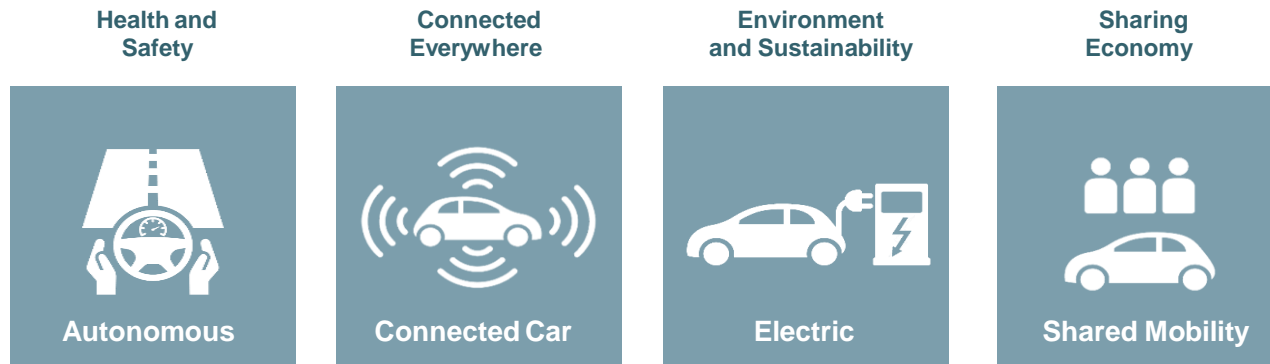 Health and
Safety
Connected
Everywhere
Environment
and Sustainability
Sharing
Economy
Autonomous
Connected Car
Electric
Shared Mobility